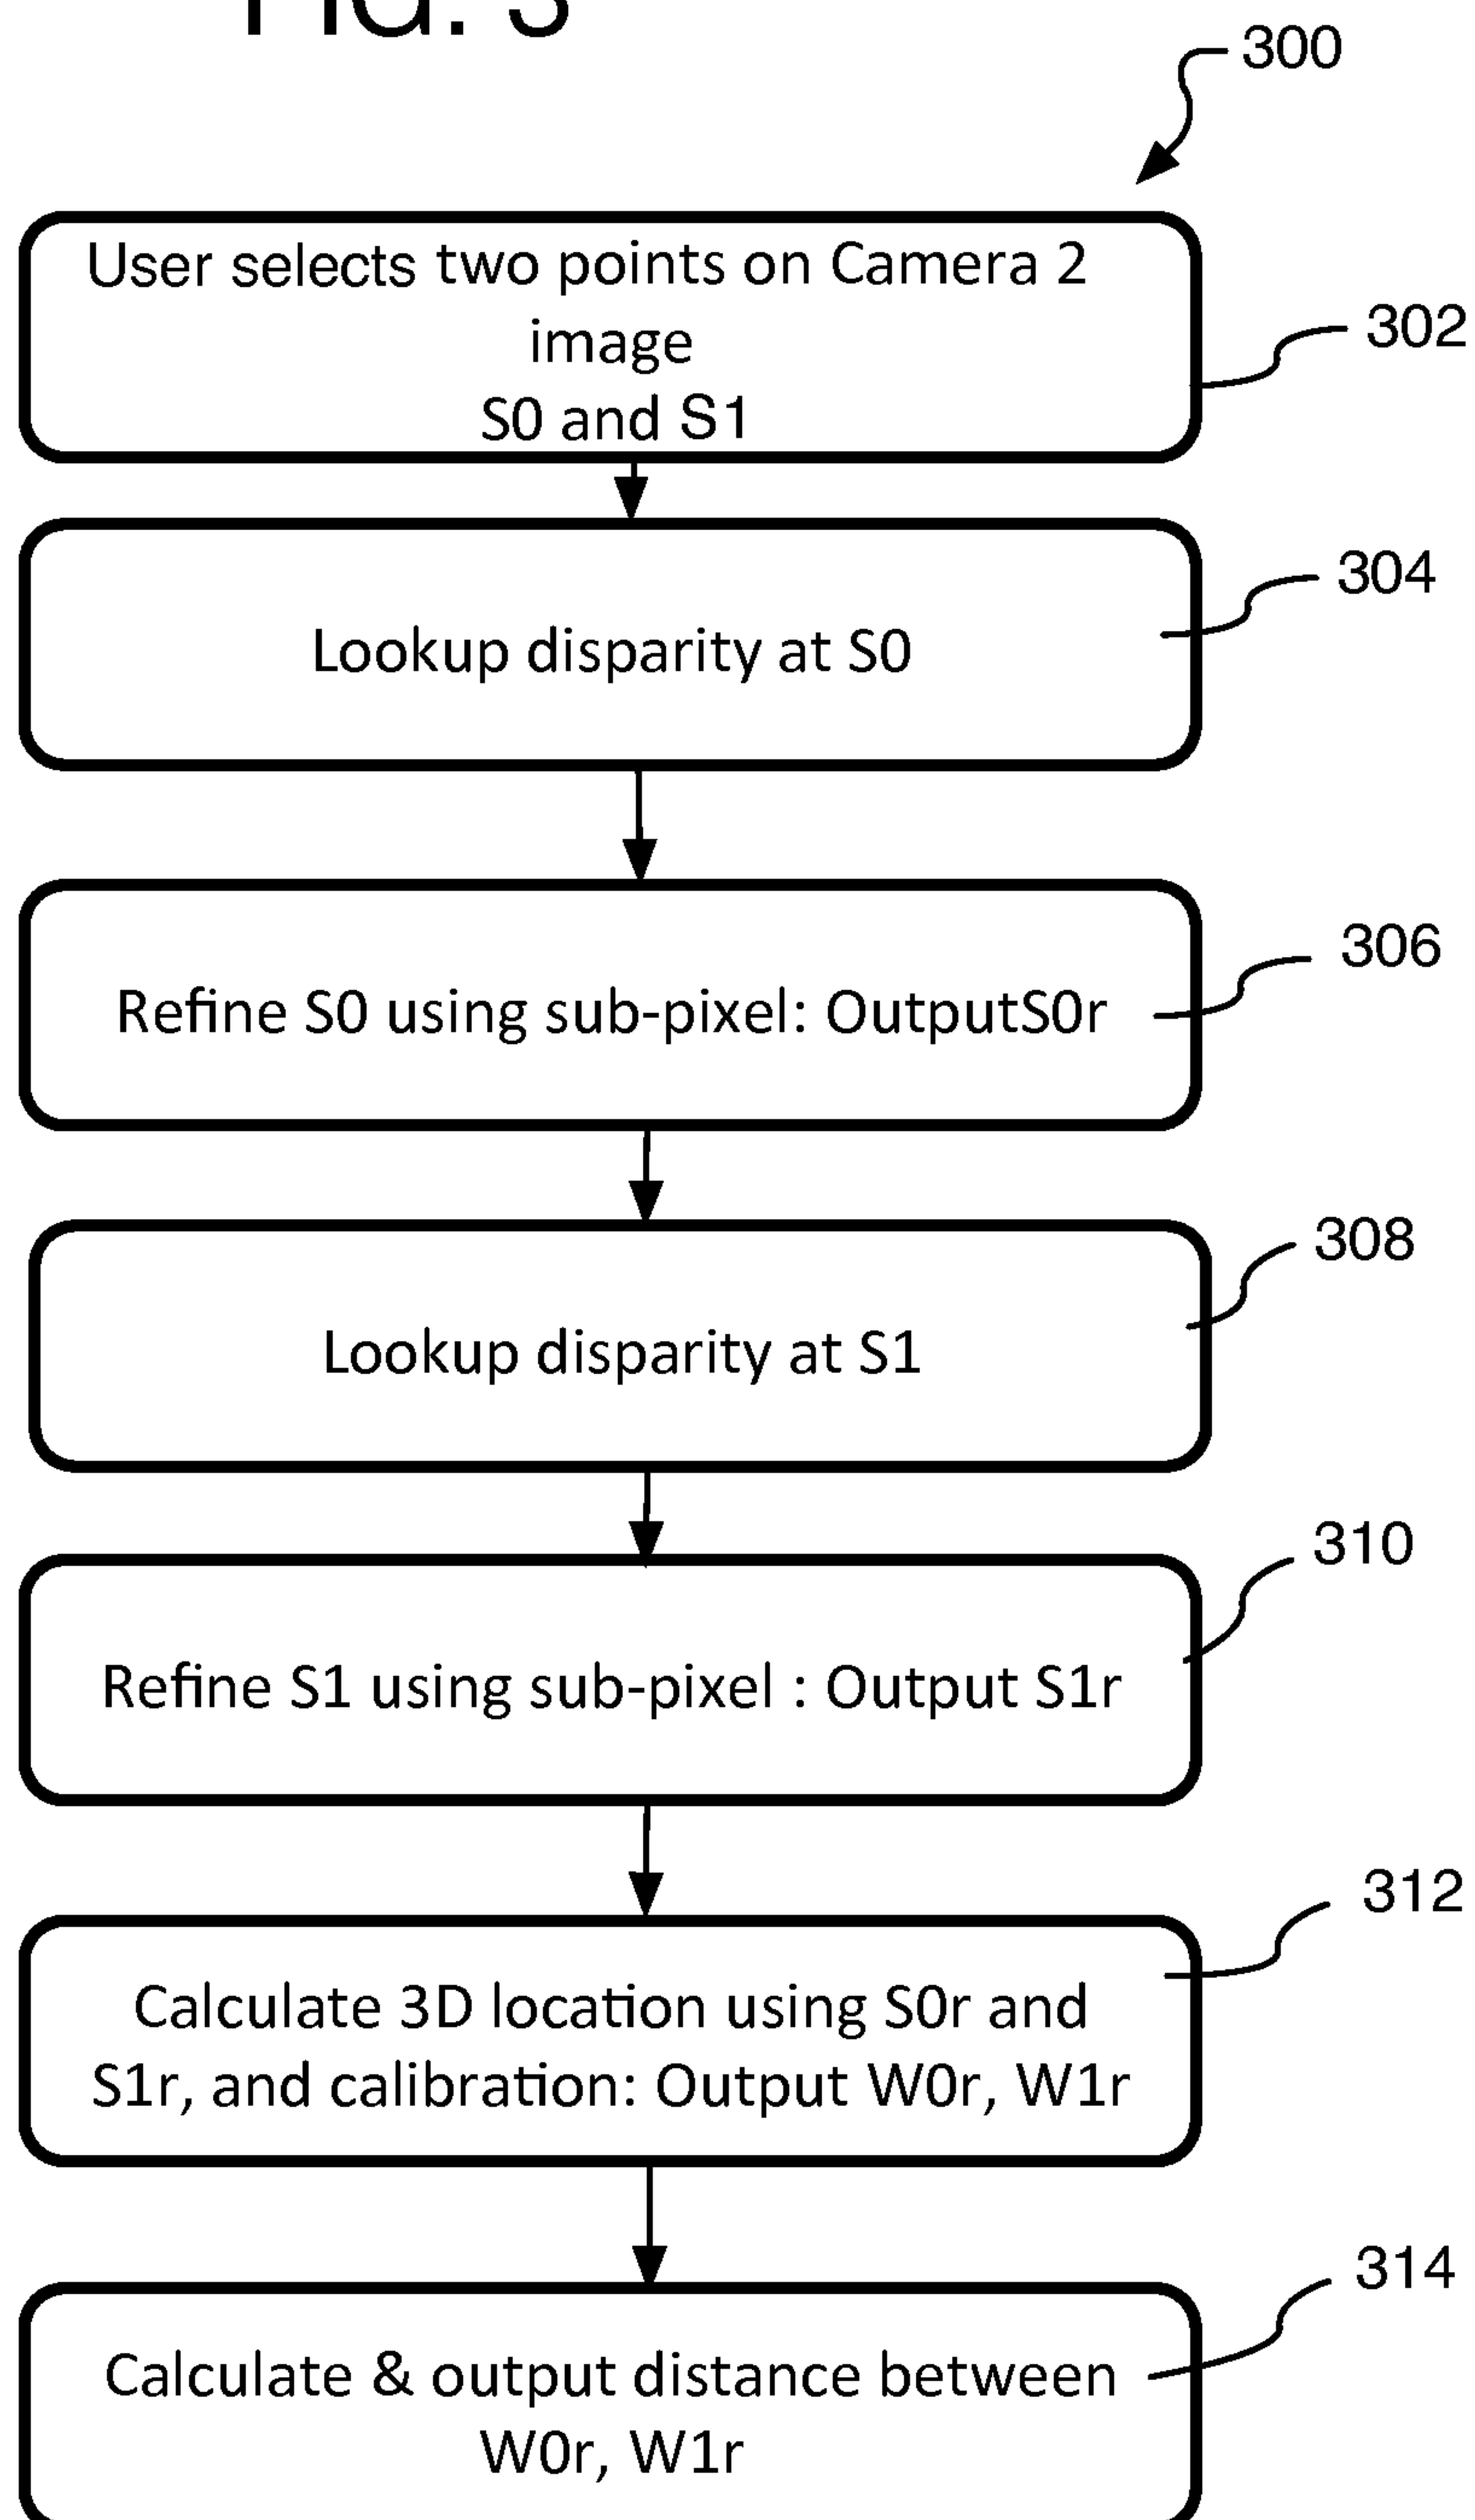 FIG. 3
300
User selects two points on Camera 2
image
S0 and S1
302
Lookup disparity at S0
304
Refine S0 using sub-pixel: OutputS0r
306
Lookup disparity at S1
308
Refine S1 using sub-pixel : Output S1r
310
Calculate 3D location using S0r and
S1r, and calibration: Output W0r, W1r
312
Calculate & output distance between
W0r, W1r
314